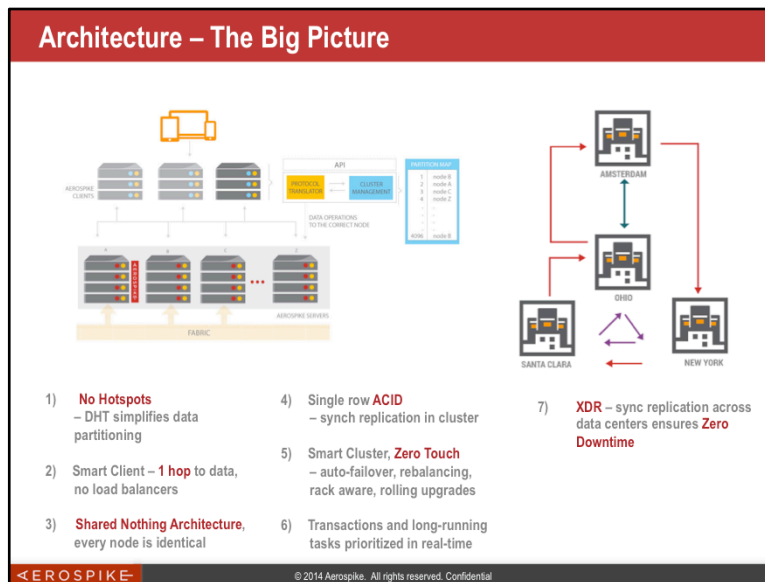 Architecture – The Big Picture
AEROSPIKE
CLIENTS
API
PROTOCOL
TRANSLATOR
CLUSTER
MANAGEMENT
PARTITION MAP
1 node B
2 node A
3 node C
4 node Z
4096 node B
DATA OPERATIONS
TO THE CORRECT NODE
AEROSPIKE
AEROSPIKE SERVERS
FABRIC
AMSTERDAM
OHIO
SANTA CLARA
NEW YORK
1) No Hotspots
– DHT simplifies data
partitioning
2) Smart Client – 1 hop to data,
no load balancers
3) Shared Nothing Architecture,
every node is identical
4) Single row ACID
– synch replication in cluster
5) Smart Cluster, Zero Touch
– auto-failover, rebalancing,
rack aware, rolling upgrades
6) Transactions and long-running
tasks prioritized in real-time
7) XDR – sync replication across
data centers ensures Zero
Downtime
AEROSPIKE
© 2014 Aerospike. All rights reserved. Confidential